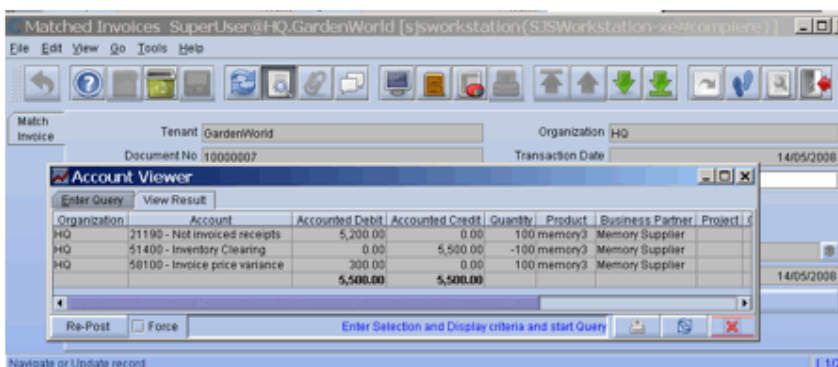 Matched Invoices SuperUser@HQ.GardenWorld [sjsworkstation{SJSWorkstation-xe#compiere}]
File Edit View Go Tools Help
Match
Invoice
Tenant GardenWorld Organization HQ
Document No 10000007 Transaction Date 14/05/2008
Account Viewer
Enter Query View Result
Organization Account Accounted Debit Accounted Credit Quantity Product Business Partner Project
HQ 21190 - Not invoiced receipts 5,200.00 0.00 100 memory3 Memory Supplier
HQ 51400 - Inventory Clearing 0.00 5,500.00 -100 memory3 Memory Supplier
HQ 58100 - Invoice price variance 300.00 0.00 100 memory3 Memory Supplier
5,500.00 5,500.00
14/05/2008
Re-Post Force Enter Selection and Display criteria and start Query
Navigate or Update record